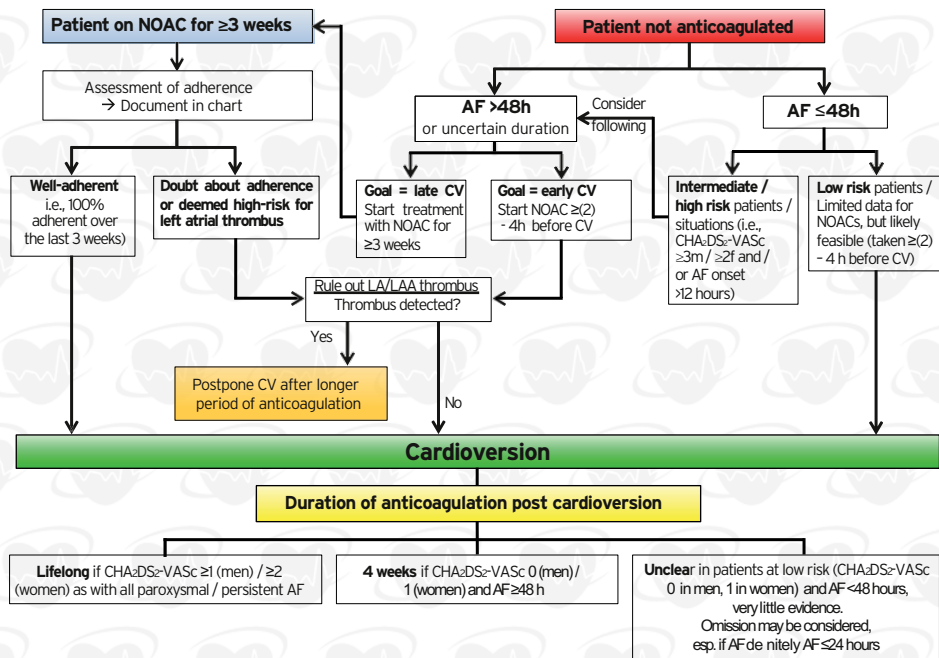 Patient on NOAC for ≥3 weeks
Patient not anticoagulated
Assessment of adherence
→ Document in chart
AF >48h
or uncertain duration
Consider
following
AF ≤48h
Well-adherent
i.e., 100%
adherent over
the last 3 weeks)
Doubt about adherence
or deemed high-risk for
left atrial thrombus
Goal = late CV
Start treatment
with NOAC for
≥3 weeks
Goal = early CV
Start NOAC ≥(2)
- 4h before CV
Intermediate /
high risk patients /
situations (i.e.,
CHA₂DS₂-VASc
≥3m / ≥2f and /
or AF onset
>12 hours)
Low risk patients /
Limited data for
NOACs, but likely
feasible (taken ≥(2)
- 4 h before CV)
Rule out LA/LAA thrombus
Thrombus detected?
Yes
Postpone CV after longer
period of anticoagulation
No
Cardioversion
Duration of anticoagulation post cardioversion
Lifelong if CHA₂DS₂-VASc ≥1 (men) / ≥2
(women) as with all paroxysmal / persistent AF
4 weeks if CHA₂DS₂-VASc 0 (men) /
1 (women) and AF ≥48 h
Unclear in patients at low risk (CHA₂DS₂-VASc
0 in men, 1 in women) and AF <48 hours,
very little evidence.
Omission may be considered,
esp. if AF de nitely AF ≤24 hours